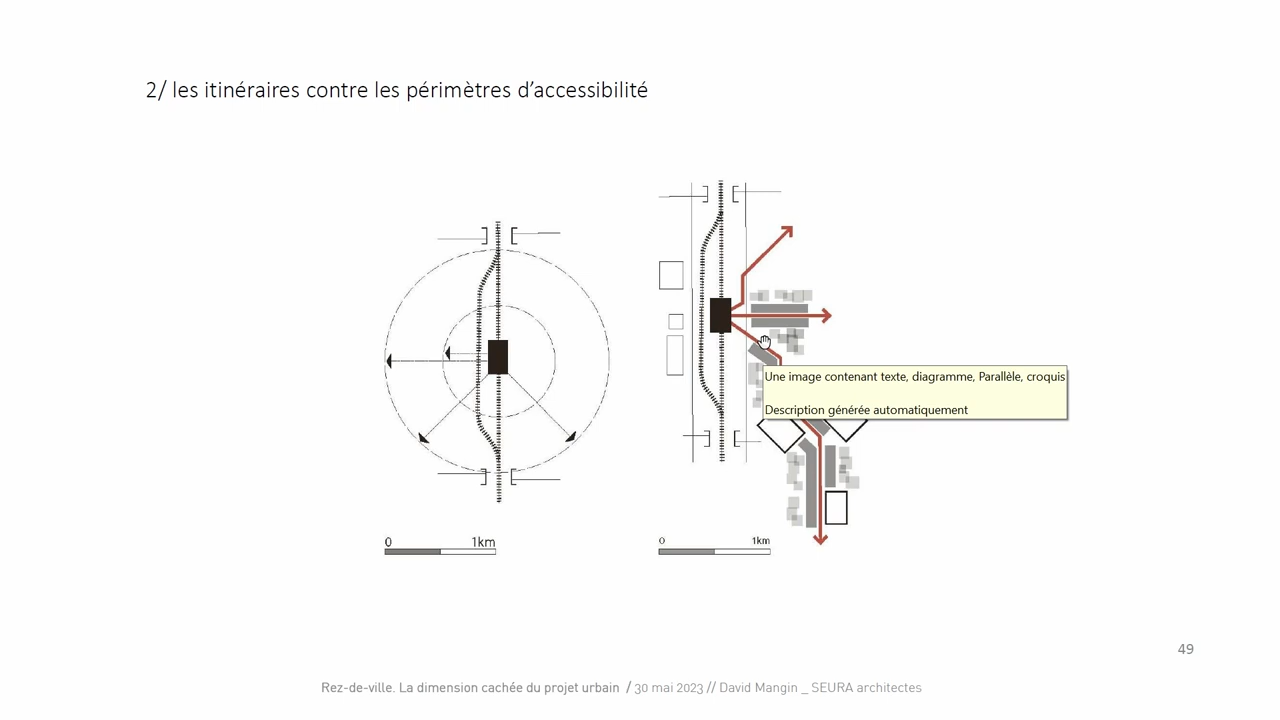 2/ les itinéraires contre les périmètres d’accessibilité
Une image contenant texte, diagramme, Parallèle, croquis
Description générée automatiquement
0 1km
0 1km
49
Rez-de-ville. La dimension cachée du projet urbain / 30 mai 2023 // David Mangin _ SEURA architectes